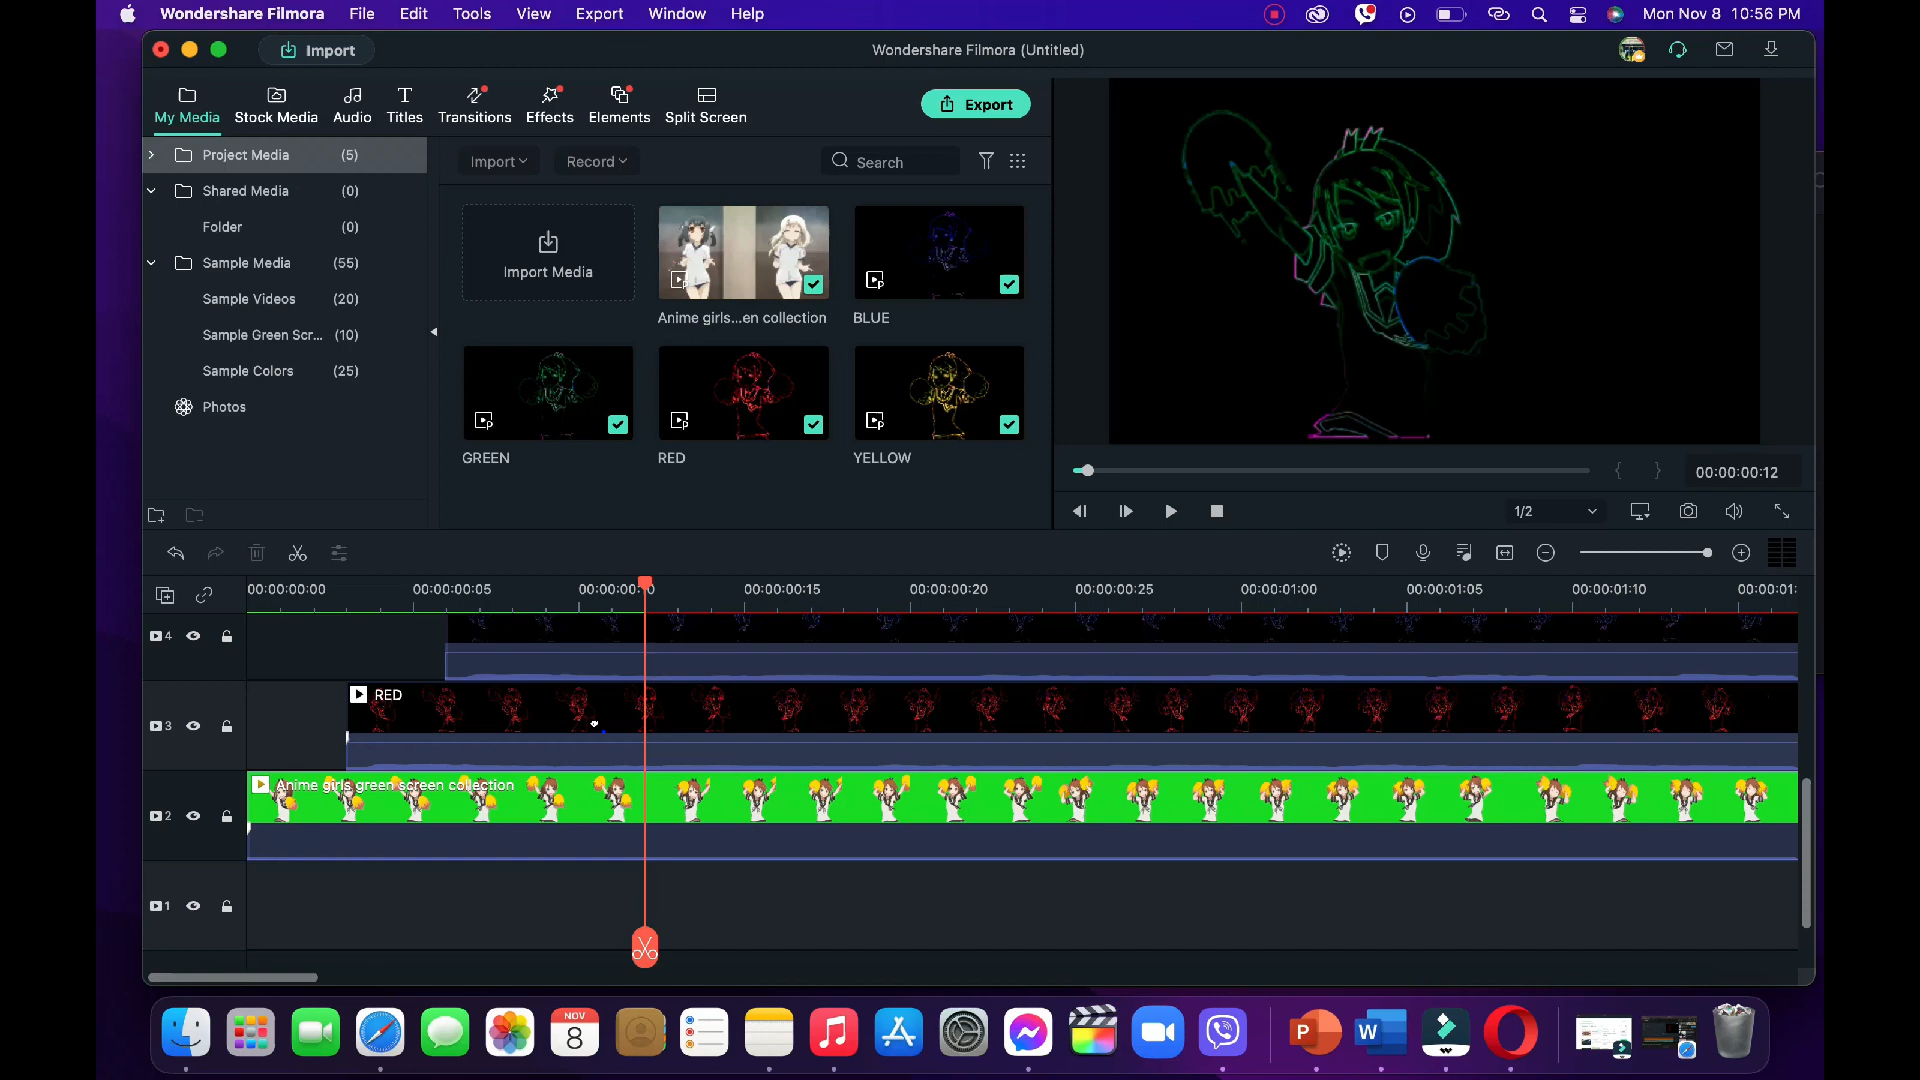 Wondershare Filmora File Edit Tools View Export Window Help Mon Nov 8 10:56 PM
Import Wondershare Filmora (Untitled)
My Media Stock Media Audio Titles Transitions Effects Elements Split Screen Export
Project Media (5)
Shared Media (0)
Folder (0)
Sample Media (55)
Sample Videos (20)
Sample Green Scr... (10)
Sample Colors (25)
Photos
Import Record Search
Import Media
Anime girls...en collection
BLUE
GREEN
RED
YELLOW
00:00:00:12
1/2
00:00:00:00 00:00:00:05 00:00:00:15 00:00:00:20 00:00:00:25 00:00:01:00 00:00:01:05 00:00:01:10 00:00:01:
4
RED
3
Anime girls green screen collection
2
1
NOV
8
P
W